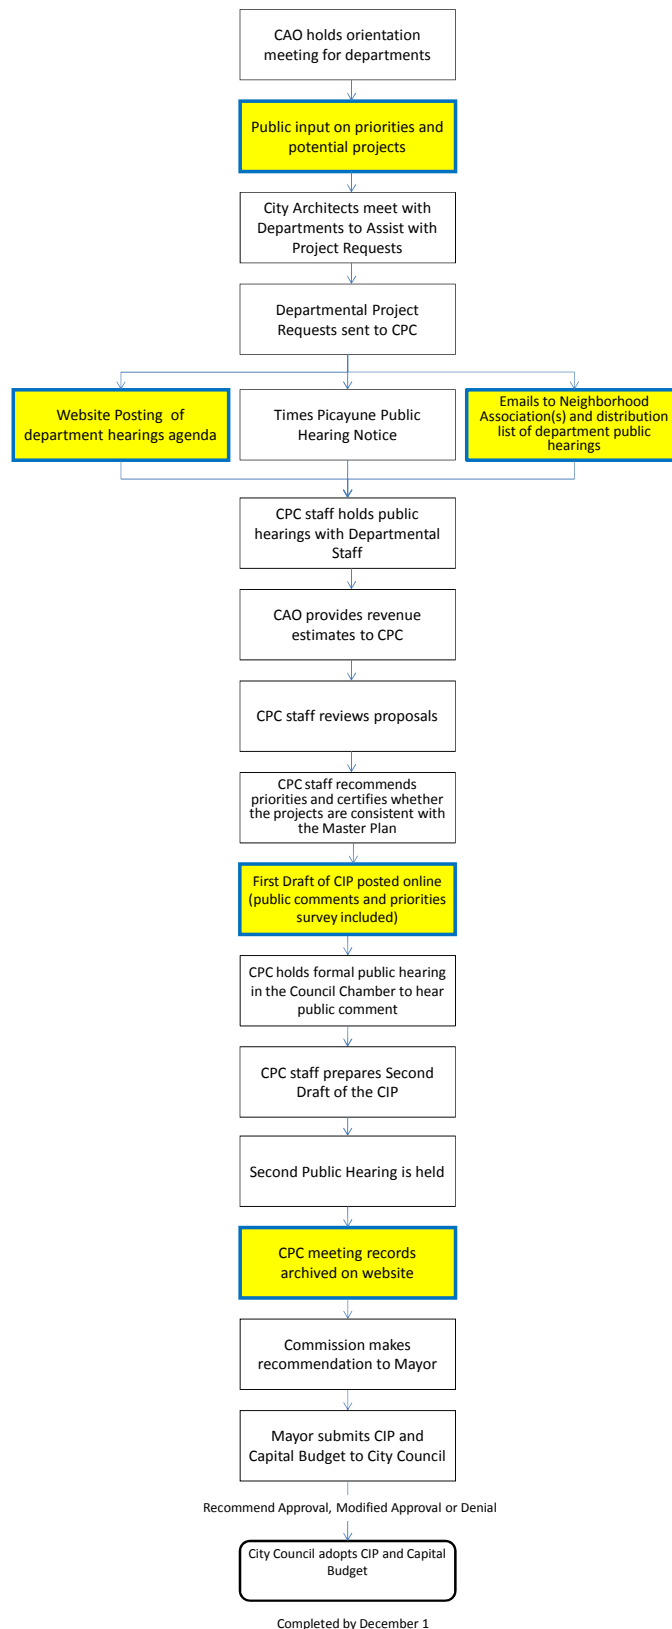 CAO holds orientation
meeting for departments
Public input on priorities and
potential projects
City Architects meet with
Departments to Assist with
Project Requests
Departmental Project
Requests sent to CPC
Website Posting of
department hearings agenda
Times Picayune Public
Hearing Notice
Emails to Neighborhood
Association(s) and distribution
list of department public
hearings
CPC staff holds public
hearings with Departmental
Staff
CAO provides revenue
estimates to CPC
CPC staff reviews proposals
CPC staff recommends
priorities and certifies whether
the projects are consistent with
the Master Plan
First Draft of CIP posted online
(public comments and priorities
survey included)
CPC holds formal public hearing
in the Council Chamber to hear
public comment
CPC staff prepares Second
Draft of the CIP
Second Public Hearing is held
CPC meeting records
archived on website
Commission makes
recommendation to Mayor
Mayor submits CIP and
Capital Budget to City Council
Recommend Approval, Modified Approval or Denial
City Council adopts CIP and Capital
Budget
Completed by December 1